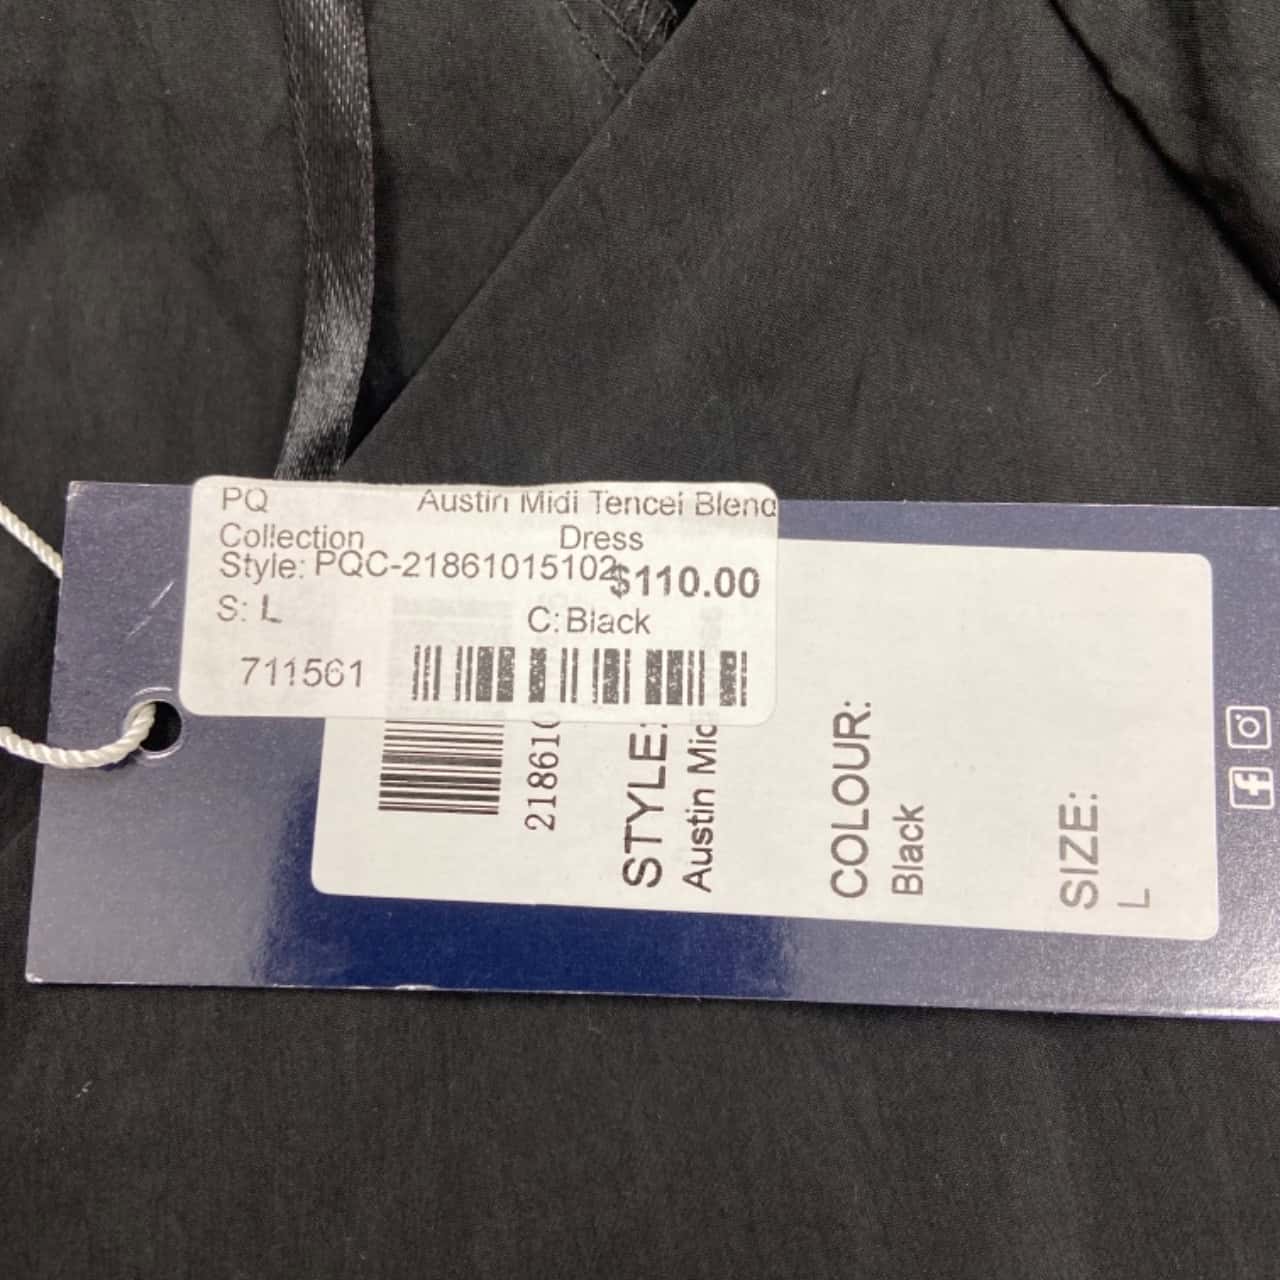 PQ Austin Midi Tencel Blend
Collection Dress
Style: PQC-21861015102
$110.00
S: L C: Black
711561
218610
STYLE:
Austin Mid
COLOUR:
Black
SIZE:
L